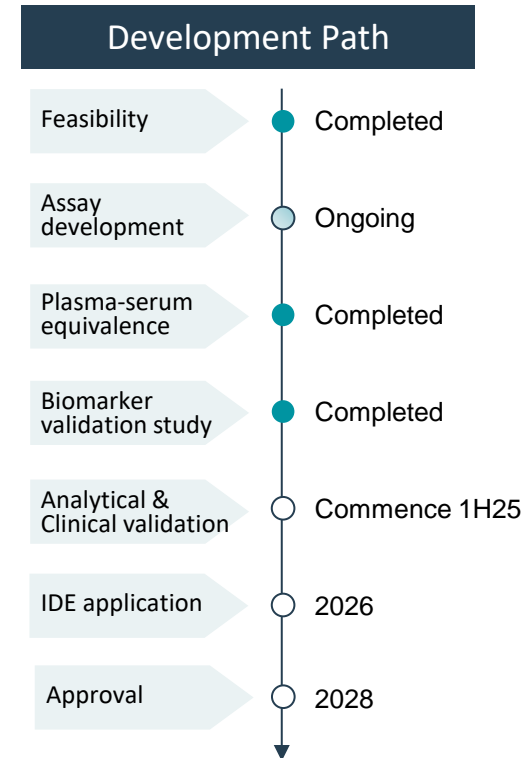 Development Path
Feasibility
Completed
Assay
development
Ongoing
Plasma-serum
equivalence
Completed
Biomarker
validation study
Completed
Analytical &
Clinical validation
Commence 1H25
IDE application
2026
Approval
2028